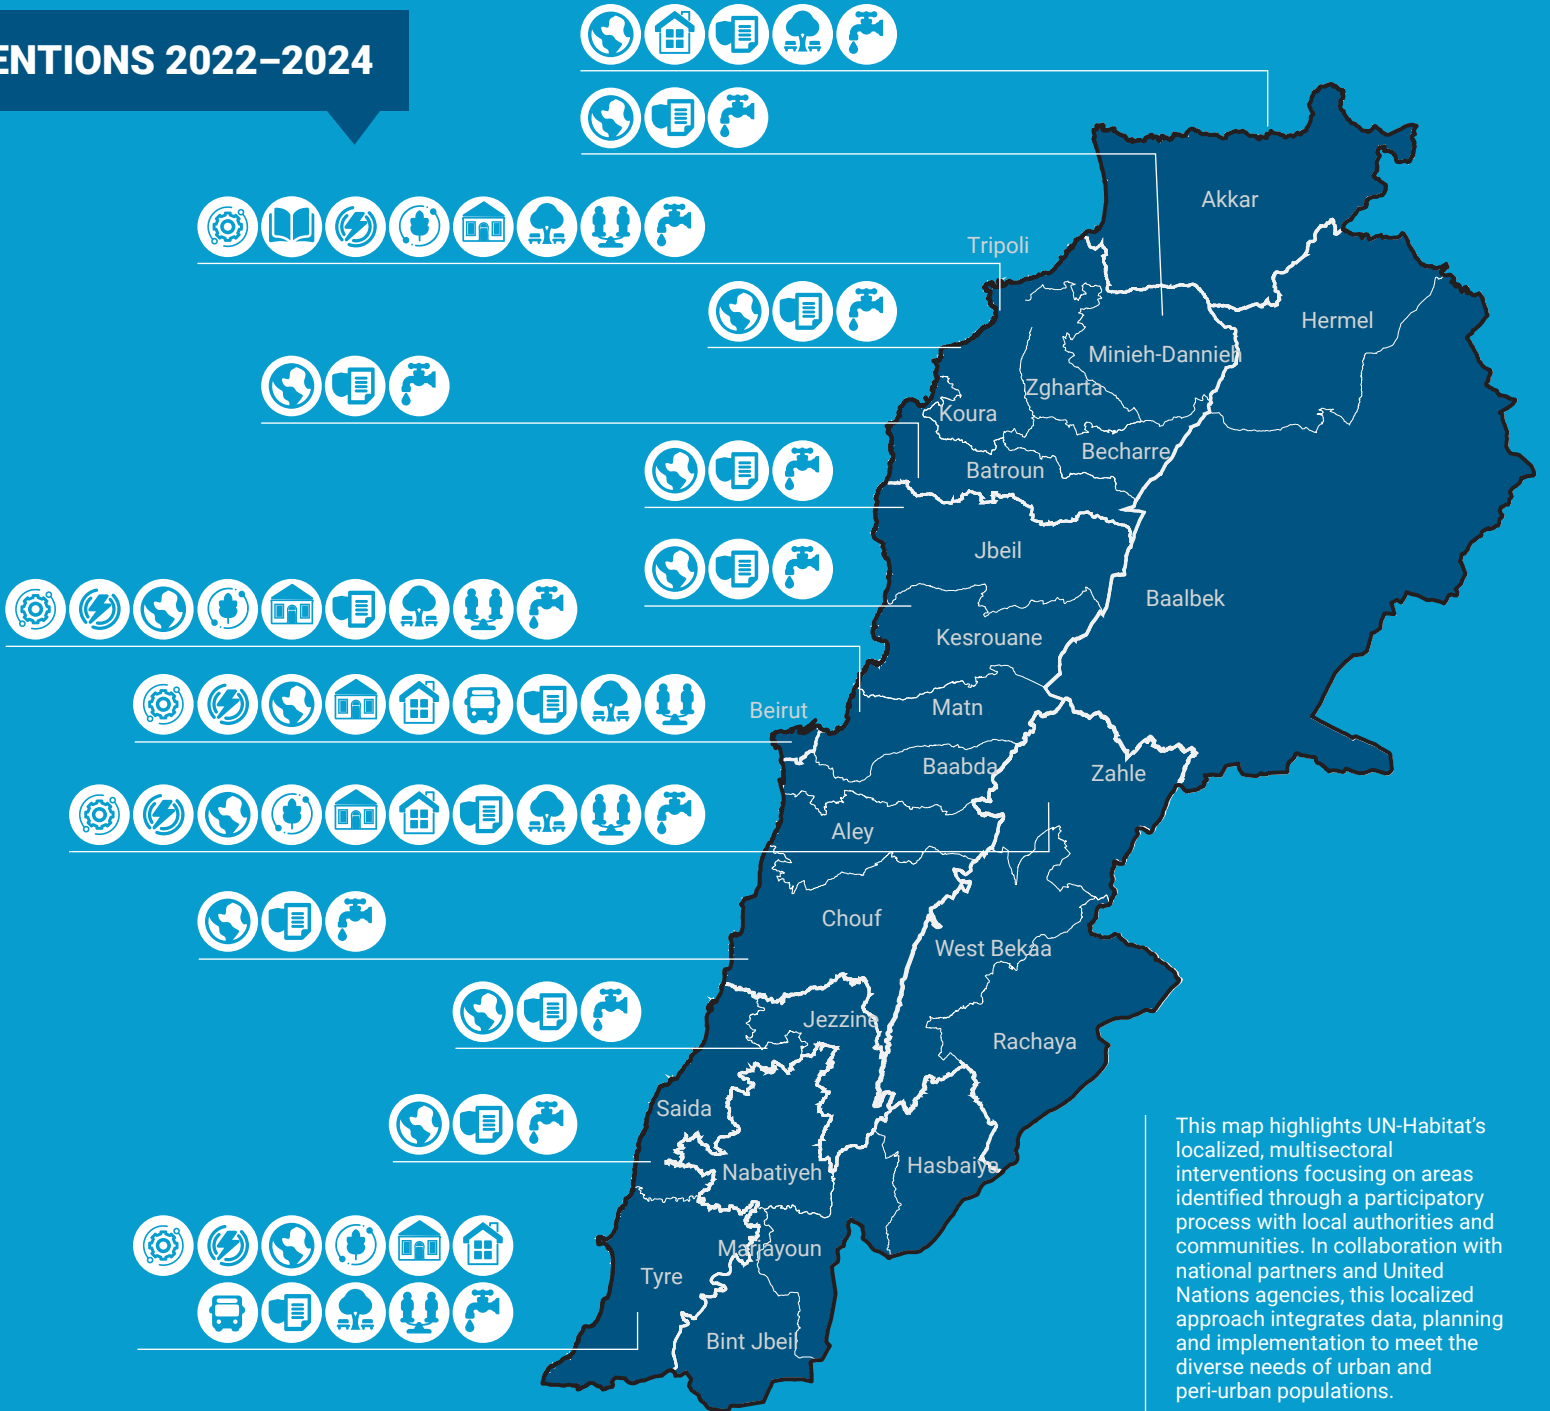 ENTIONS 2022–2024
Akkar
Tripoli
Hermel
Minieh-Dannieh
Zgharta
Koura
Becharre
Batroun
Jbeil
Baalbek
Kesrouane
Matn
Beirut
Baabda
Zahle
Aley
Chouf
West Bekaa
Jezzine
Rachaya
Saida
Hasbaiya
Nabatiyeh
Marjayoun
Tyre
Bint Jbeil
This map highlights UN-Habitat’s
localized, multisectoral
interventions focusing on areas
identified through a participatory
process with local authorities and
communities. In collaboration with
national partners and United
Nations agencies, this localized
approach integrates data, planning
and implementation to meet the
diverse needs of urban and
peri-urban populations.